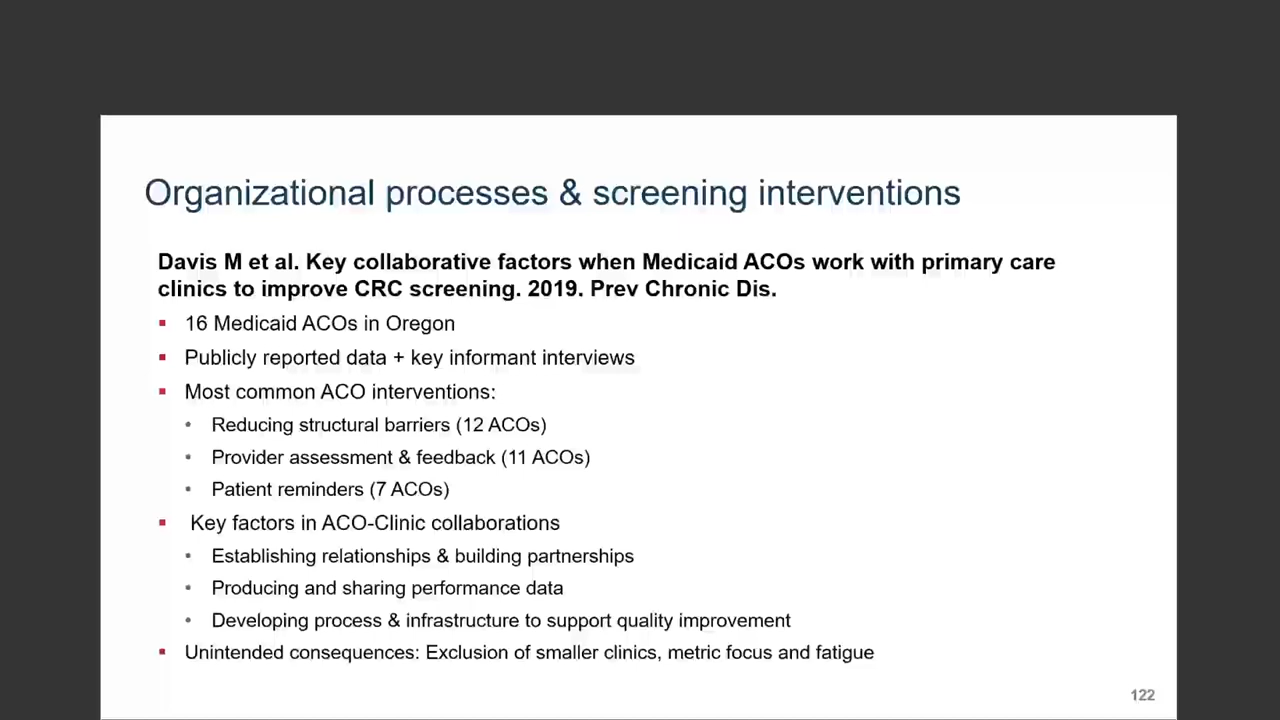 Organizational processes & screening interventions
Davis M et al. Key collaborative factors when Medicaid ACOs work with primary care
clinics to improve CRC screening. 2019. Prev Chronic Dis.
▪ 16 Medicaid ACOs in Oregon
▪ Publicly reported data + key informant interviews
▪ Most common ACO interventions:
• Reducing structural barriers (12 ACOs)
• Provider assessment & feedback (11 ACOs)
• Patient reminders (7 ACOs)
▪ Key factors in ACO-Clinic collaborations
• Establishing relationships & building partnerships
• Producing and sharing performance data
• Developing process & infrastructure to support quality improvement
▪ Unintended consequences: Exclusion of smaller clinics, metric focus and fatigue
122